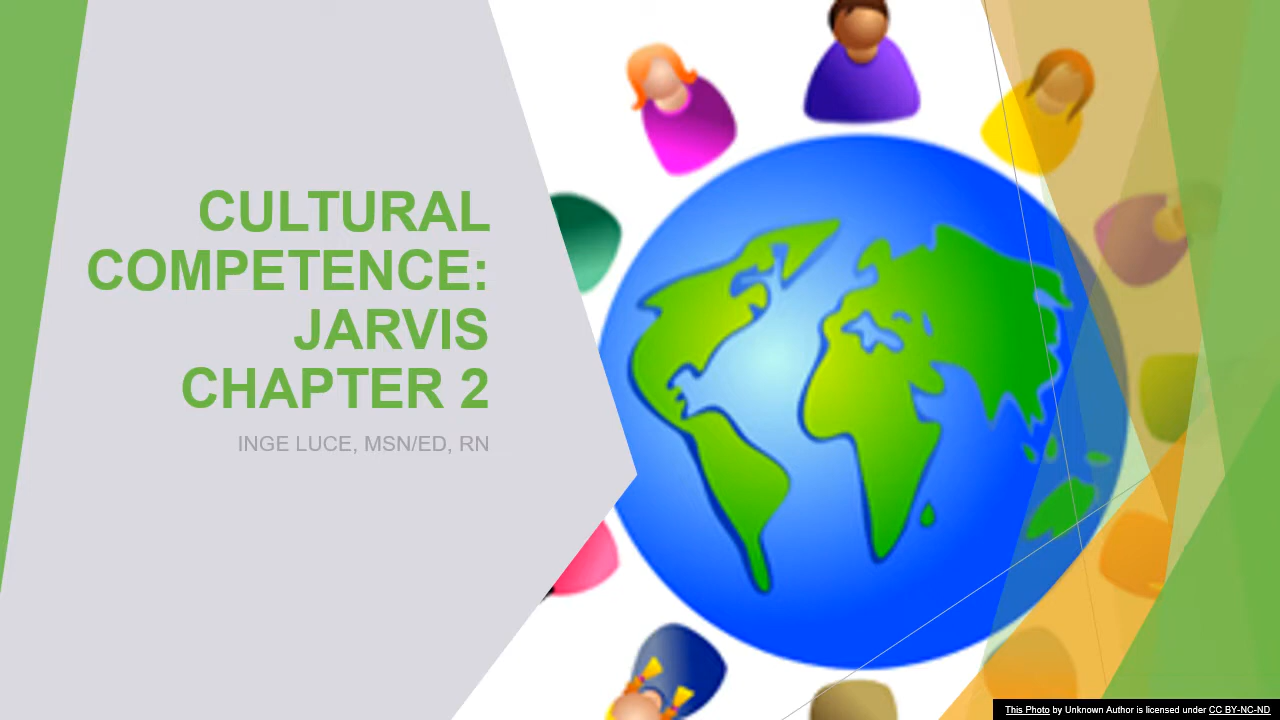 CULTURAL
COMPETENCE:
JARVIS
CHAPTER 2
INGE LUCE, MSN/ED, RN
This Photo by Unknown Author is licensed under CC BY-NC-ND